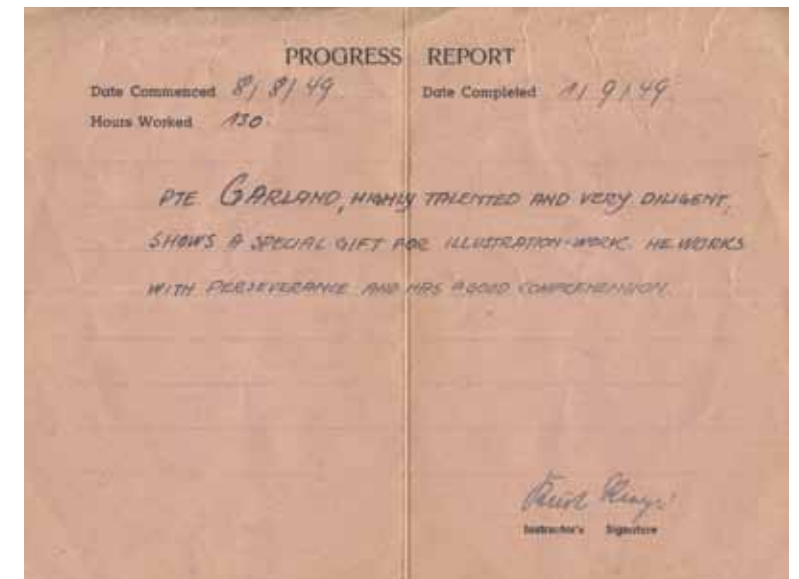 PROGRESS REPORT
Date Commenced 8/8/49 Date Completed 1/9/49
Hours Worked 130.
PTE GARLAND, HIGHLY TALENTED AND VERY DILIGENT,
SHOWS A SPECIAL GIFT FOR ILLUSTRATION-WORK. HE WORKS
WITH PERSEVERANCE AND HAS A GOOD COMPREHENSION.
Instructor's Signature